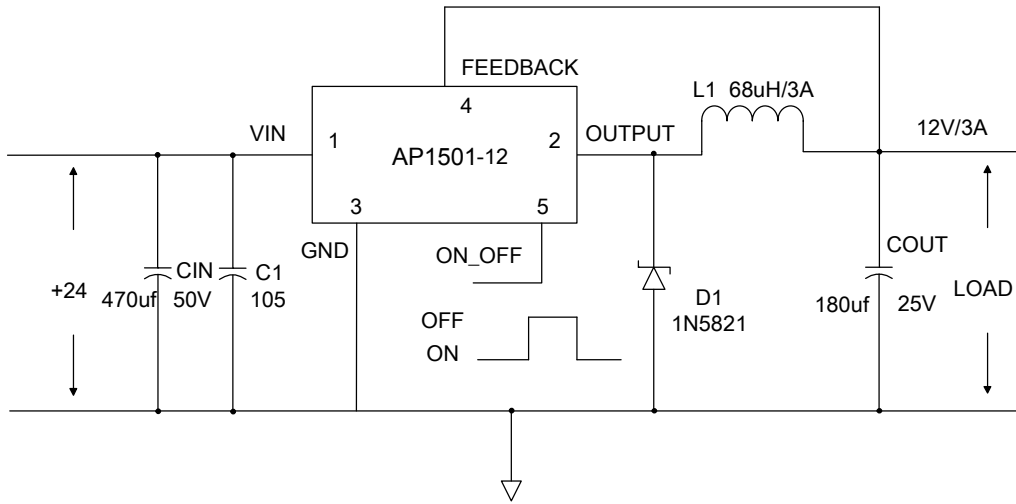 FEEDBACK
L1 68uH/3A
4
VIN
1
2
OUTPUT
12V/3A
AP1501-12
3
5
GND
ON_OFF
COUT
CIN
C1
+24
470uf 50V
105
D1
1N5821
180uf 25V
LOAD
OFF
ON